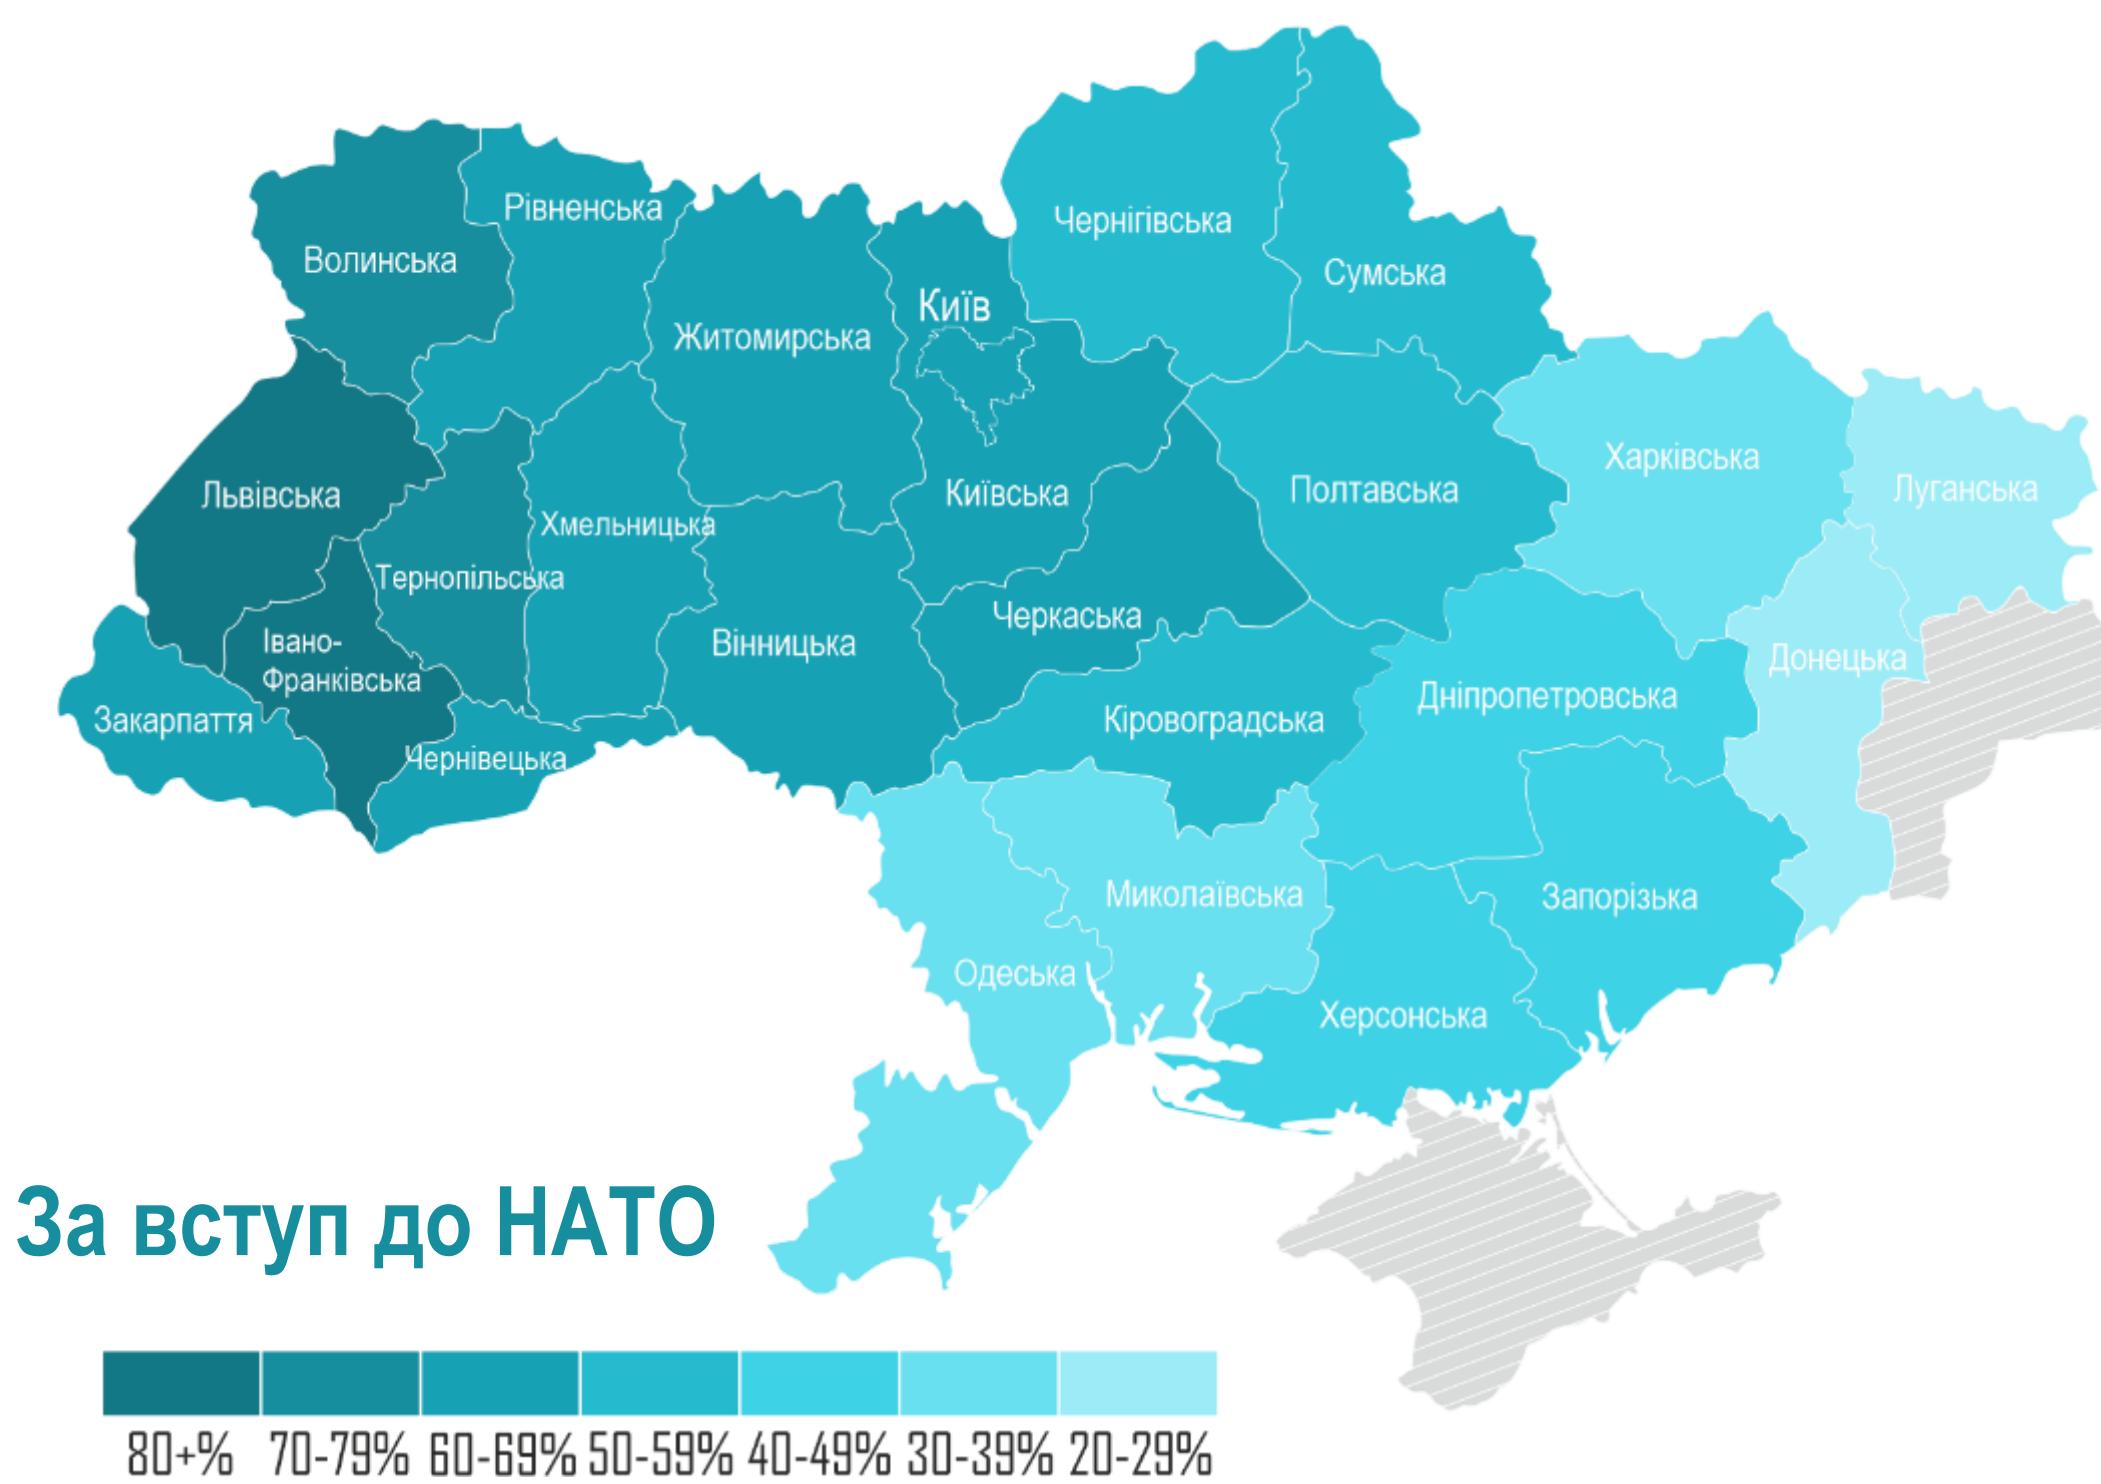 Рівненська
Чернігівська
Волинська
Сумська
Київ
Житомирська
Харківська
Львівська
Київська
Полтавська
Луганська
Хмельницька
Тернопільська
Черкаська
Івано-
Франківська
Вінницька
Донецька
Дніпропетровська
Закарпаття
Кіровоградська
Чернівецька
Миколаївська
Запорізька
Одеська
Херсонська
За вступ до НАТО
80+% 70-79% 60-69% 50-59% 40-49% 30-39% 20-29%